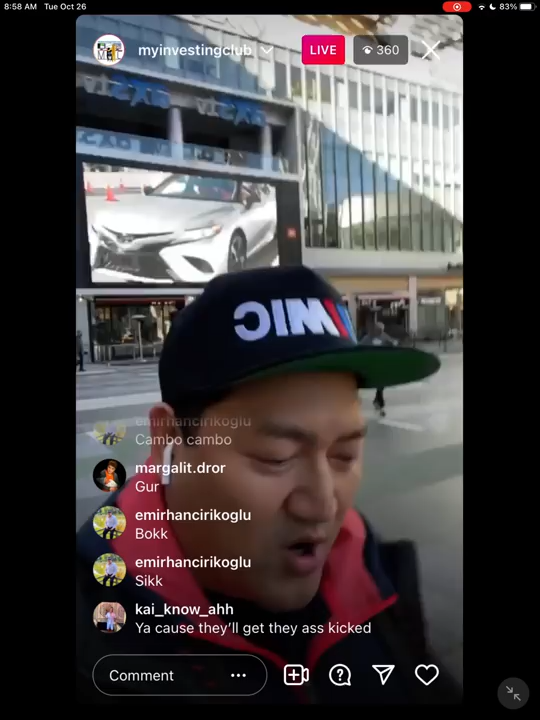 8:58 AM Tue Oct 26
83%
myinvestingclub
LIVE
360
MIC
emirhancirikoglu
Cambo cambo
margalit.dror
Gur
emirhancirikoglu
Bokk
emirhancirikoglu
Sikk
kai_know_ahh
Ya cause they'll get they ass kicked
Comment